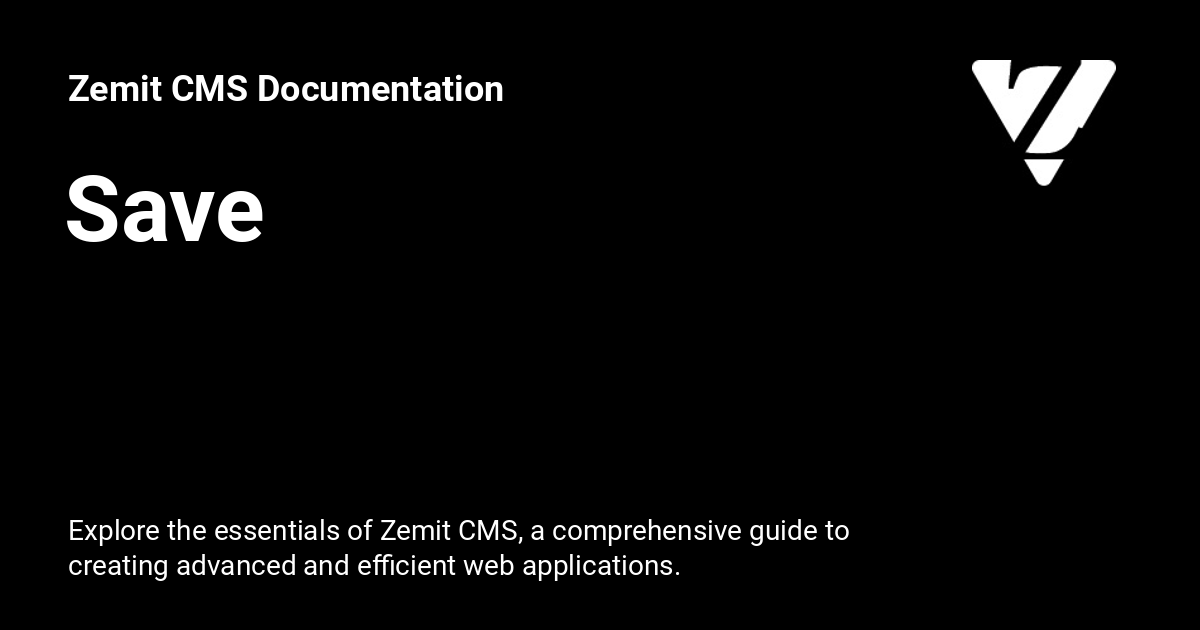 Zemit CMS Documentation
Save
Explore the essentials of Zemit CMS, a comprehensive guide to
creating advanced and efficient web applications.